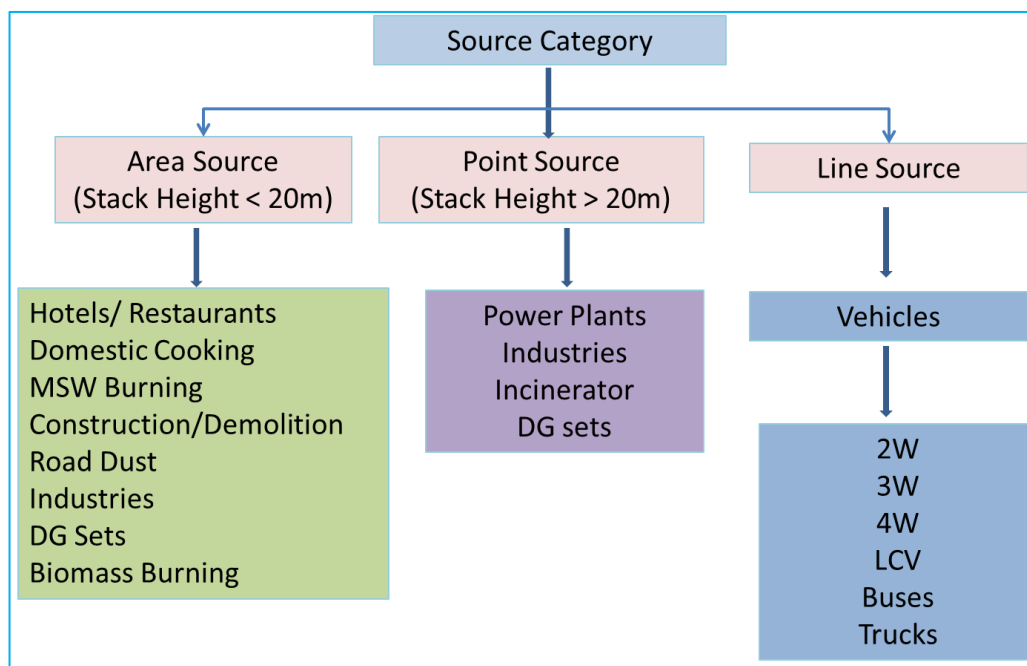 Source Category
Area Source
(Stack Height < 20m)
Point Source
(Stack Height > 20m)
Line Source
Hotels/ Restaurants
Domestic Cooking
MSW Burning
Construction/Demolition
Road Dust
Industries
DG Sets
Biomass Burning
Power Plants
Industries
Incinerator
DG sets
Vehicles
2W
3W
4W
LCV
Buses
Trucks